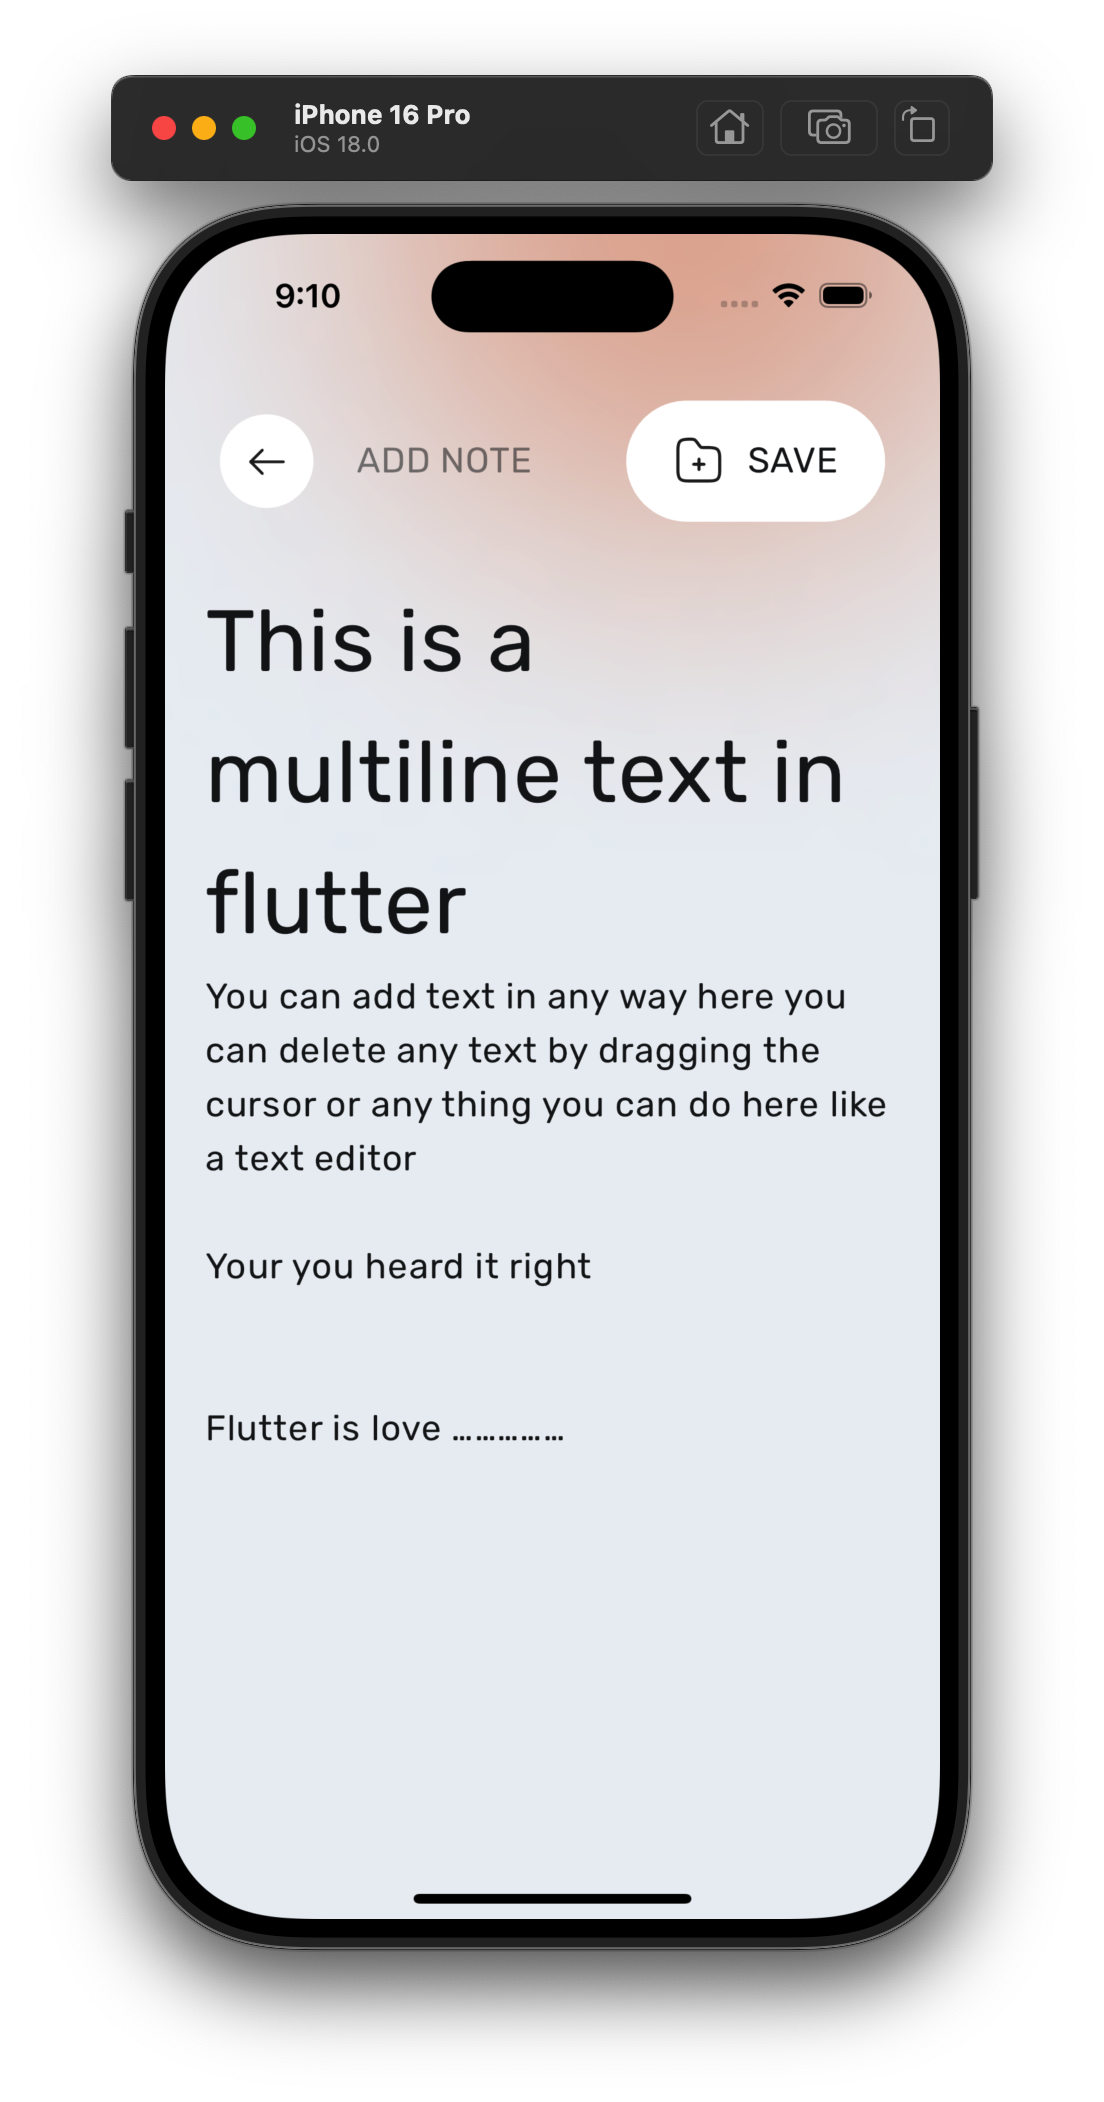 iPhone 16 Pro
iOS 18.0
9:10
ADD NOTE
SAVE
This is a
multiline text in
flutter
You can add text in any way here you
can delete any text by dragging the
cursor or any thing you can do here like
a text editor
Your you heard it right
Flutter is love ……………